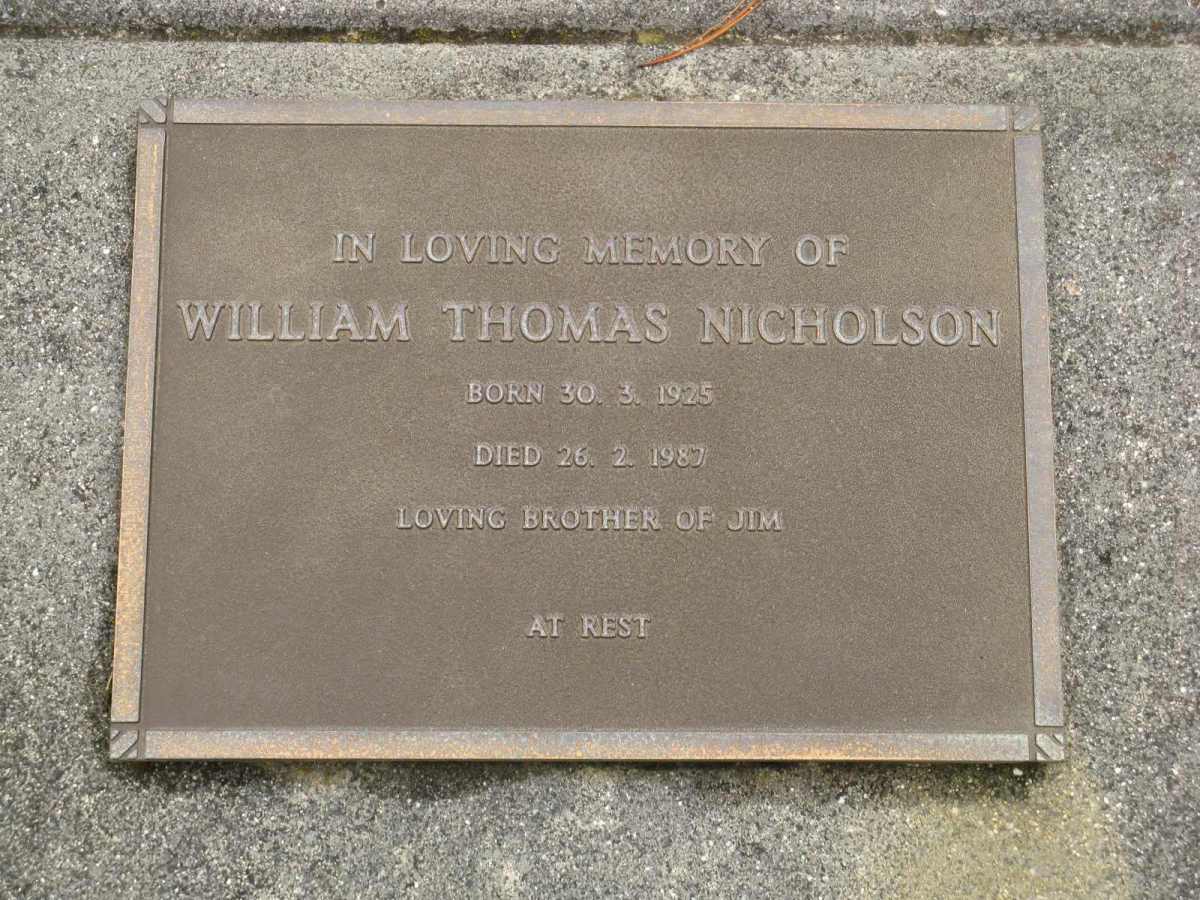 IN LOVING MEMORY OF
WILLIAM THOMAS NICHOLSON
BORN 30. 3. 1925
DIED 26. 2. 1987
LOVING BROTHER OF JIM
AT REST